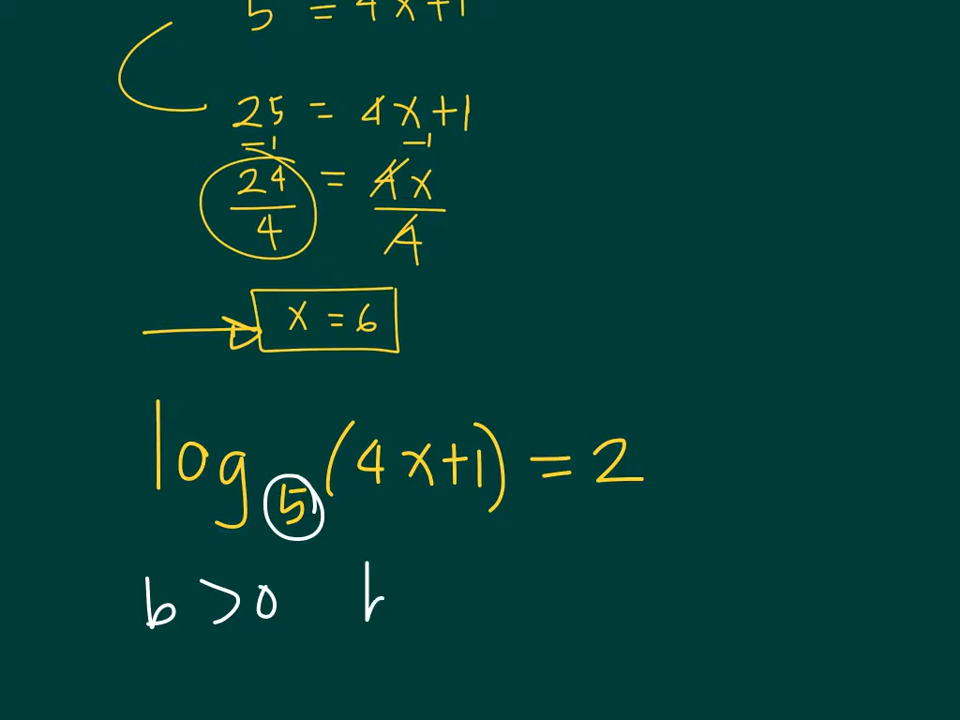 5 = 4x+1
25 = 4x+1
-1 -1
24 = 4x
4 4
x = 6
log5 (4x+1) = 2
b > 0 b